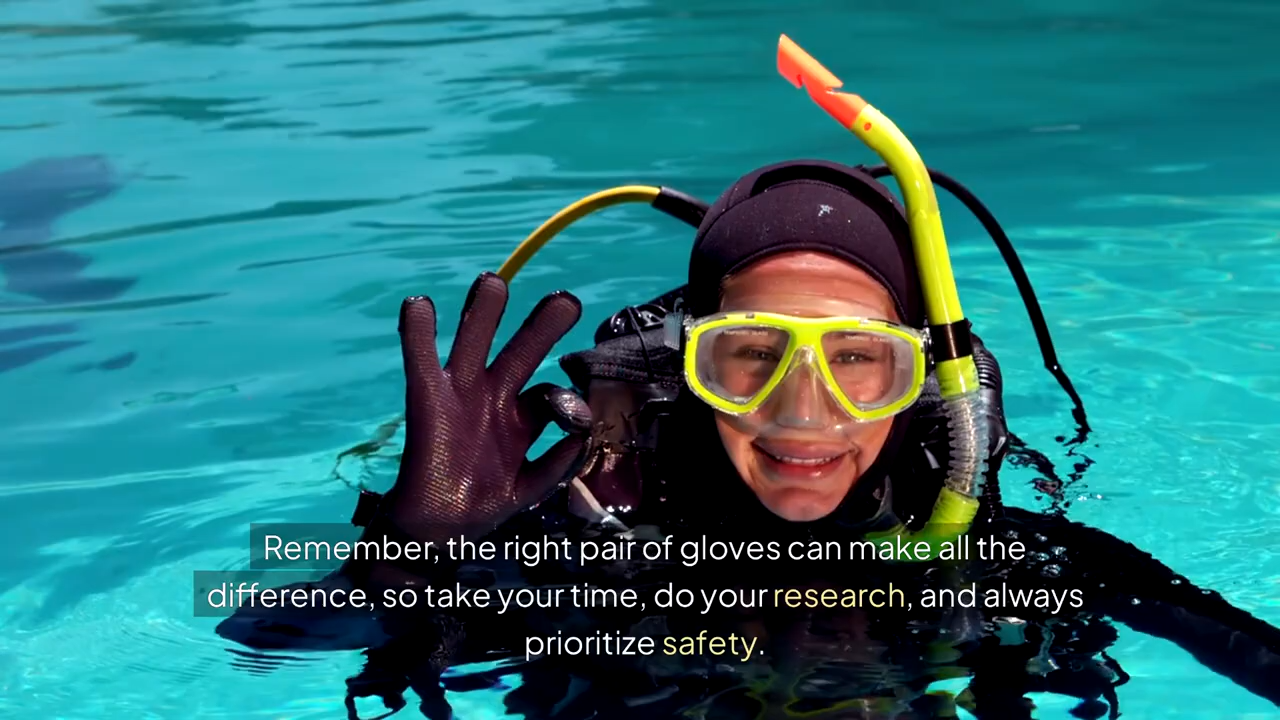 Remember, the right pair of gloves can make all the
difference, so take your time, do your research, and always
prioritize safety.